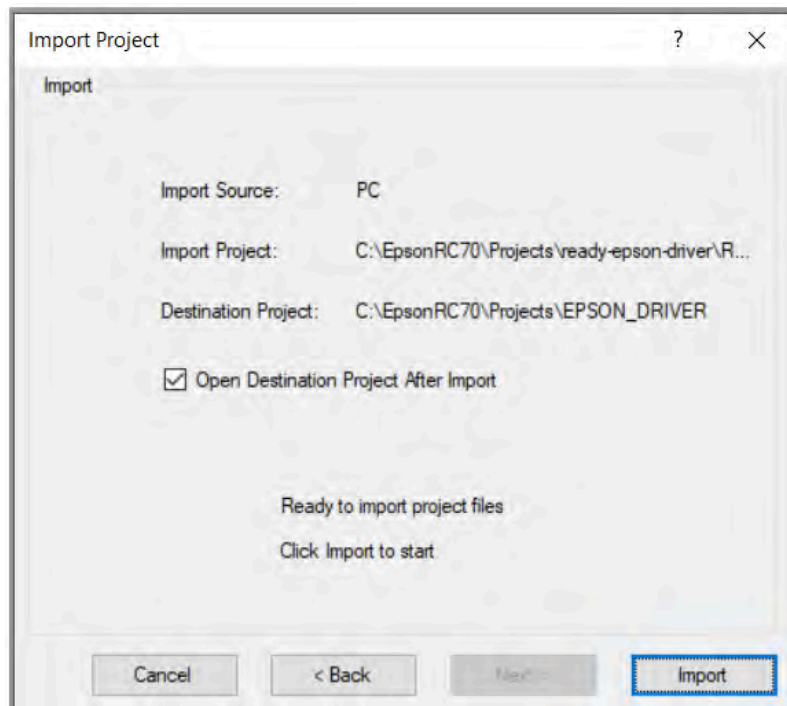 Import Project ?
Import
Import Source: PC
Import Project: C:\EpsonRC70\Projects\ready-epson-driver\R...
Destination Project: C:\EpsonRC70\Projects\EPSON_DRIVER
Open Destination Project After Import
Ready to import project files
Click Import to start
Cancel < Back Next > Import